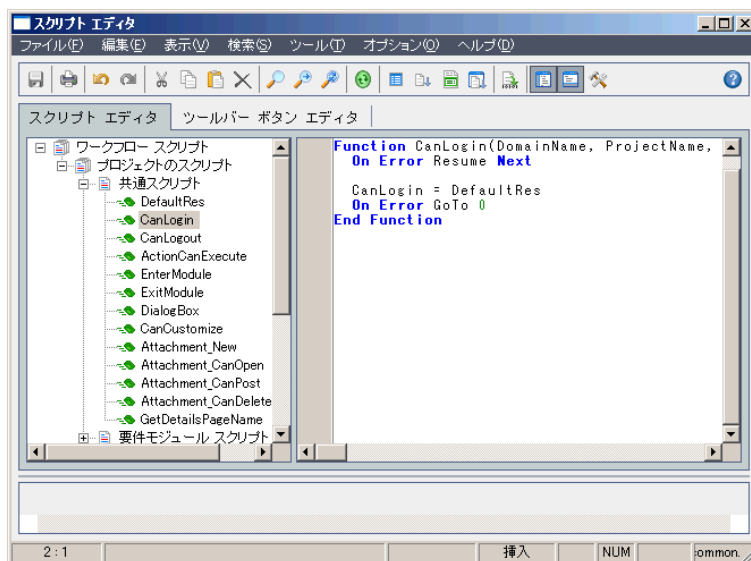 スクリプト エディタ
ファイル(F) 編集(E) 表示(V) 検索(S) ツール(T) オプション(O) ヘルプ(D)
スクリプト エディタ ツールバー ボタン エディタ
ワークフロー スクリプト
プロジェクトのスクリプト
共通スクリプト
DefaultRes
CanLogin
CanLogout
ActionCanExecute
EnterModule
ExitModule
DialogBox
CanCustomize
Attachment_New
Attachment_CanOpen
Attachment_CanPost
Attachment_CanDelete
GetDetailsPageName
要件モジュール スクリプト
Function CanLogin(DomainName, ProjectName,
On Error Resume Next
CanLogin = DefaultRes
On Error GoTo 0
End Function
2:1 挿入 NUM common.